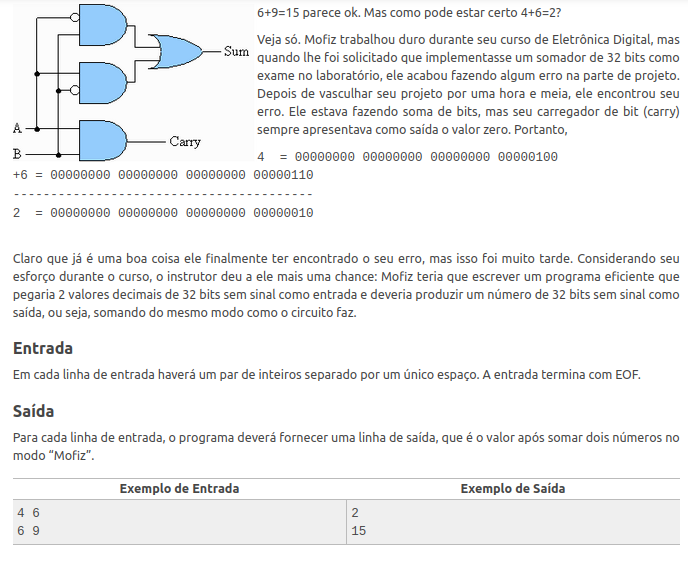 6+9=15 parece ok. Mas como pode estar certo 4+6=2?
Veja só. Mofiz trabalhou duro durante seu curso de Eletrônica Digital, mas
quando lhe foi solicitado que implementasse um somador de 32 bits como
exame no laboratório, ele acabou fazendo algum erro na parte de projeto.
Depois de vasculhar seu projeto por uma hora e meia, ele encontrou seu
erro. Ele estava fazendo soma de bits, mas seu carregador de bit (carry)
sempre apresentava como saída o valor zero. Portanto,
Sum
A
B
Carry
4  = 00000000 00000000 00000000 00000100
+6 = 00000000 00000000 00000000 00000110
----------------------------------------
2  = 00000000 00000000 00000000 00000010
Claro que já é uma boa coisa ele finalmente ter encontrado o seu erro, mas isso foi muito tarde. Considerando seu
esforço durante o curso, o instrutor deu a ele mais uma chance: Mofiz teria que escrever um programa eficiente que
pegaria 2 valores decimais de 32 bits sem sinal como entrada e deveria produzir um número de 32 bits sem sinal como
saída, ou seja, somando do mesmo modo como o circuito faz.
Entrada
Em cada linha de entrada haverá um par de inteiros separado por um único espaço. A entrada termina com EOF.
Saída
Para cada linha de entrada, o programa deverá fornecer uma linha de saída, que é o valor após somar dois números no
modo “Mofiz”.
Exemplo de Entrada Exemplo de Saída
4 6 2
6 9 15